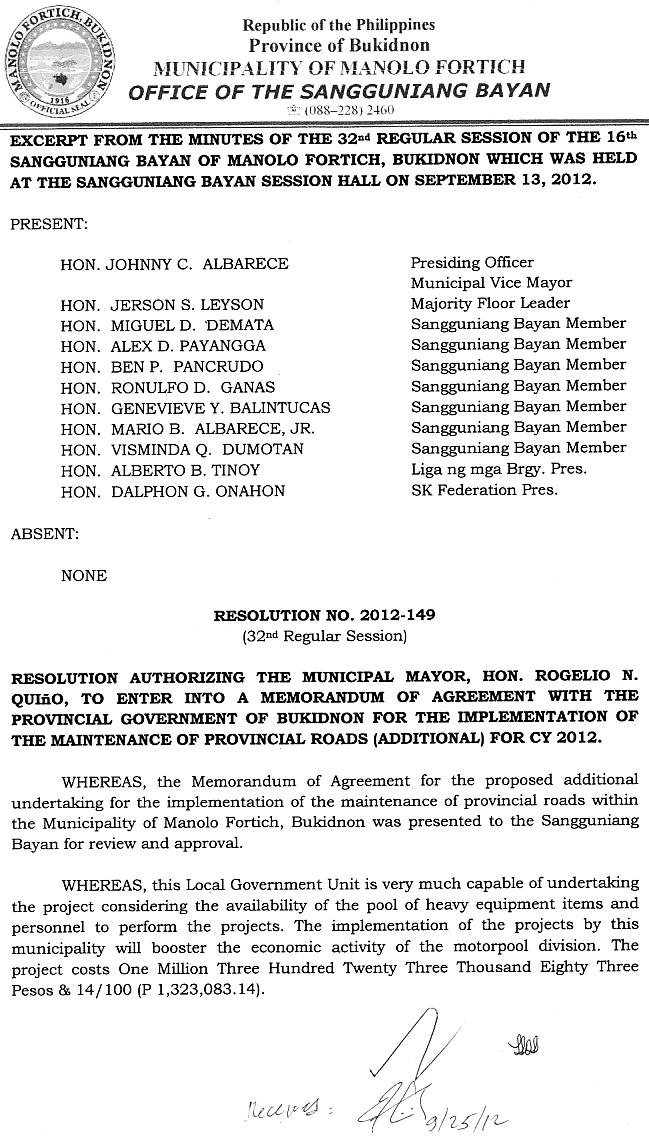 MANOLO FORTICH, BUKIDNON
1916
OFFICIAL SEAL
Republic of the Philippines
Province of Bukidnon
MUNICIPALITY OF MANOLO FORTICH
OFFICE OF THE SANGGUNIANG BAYAN
☏ (088-228) 2460
EXCERPT FROM THE MINUTES OF THE 32nd REGULAR SESSION OF THE 16th
SANGGUNIANG BAYAN OF MANOLO FORTICH, BUKIDNON WHICH WAS HELD
AT THE SANGGUNIANG BAYAN SESSION HALL ON SEPTEMBER 13, 2012.
PRESENT:
HON. JOHNNY C. ALBARECE Presiding Officer
Municipal Vice Mayor
HON. JERSON S. LEYSON Majority Floor Leader
HON. MIGUEL D. DEMATA Sangguniang Bayan Member
HON. ALEX D. PAYANGGA Sangguniang Bayan Member
HON. BEN P. PANCRUDO Sangguniang Bayan Member
HON. RONULFO D. GANAS Sangguniang Bayan Member
HON. GENEVIEVE Y. BALINTUCAS Sangguniang Bayan Member
HON. MARIO B. ALBARECE, JR. Sangguniang Bayan Member
HON. VISMINDA Q. DUMOTAN Sangguniang Bayan Member
HON. ALBERTO B. TINOY Liga ng mga Brgy. Pres.
HON. DALPHON G. ONAHON SK Federation Pres.
ABSENT:
NONE
RESOLUTION NO. 2012-149
(32nd Regular Session)
RESOLUTION AUTHORIZING THE MUNICIPAL MAYOR, HON. ROGELIO N.
QUIñO, TO ENTER INTO A MEMORANDUM OF AGREEMENT WITH THE
PROVINCIAL GOVERNMENT OF BUKIDNON FOR THE IMPLEMENTATION OF
THE MAINTENANCE OF PROVINCIAL ROADS (ADDITIONAL) FOR CY 2012.
WHEREAS, the Memorandum of Agreement for the proposed additional
undertaking for the implementation of the maintenance of provincial roads within
the Municipality of Manolo Fortich, Bukidnon was presented to the Sangguniang
Bayan for review and approval.
WHEREAS, this Local Government Unit is very much capable of undertaking
the project considering the availability of the pool of heavy equipment items and
personnel to perform the projects. The implementation of the projects by this
municipality will booster the economic activity of the motorpool division. The
project costs One Million Three Hundred Twenty Three Thousand Eighty Three
Pesos & 14/100 (P 1,323,083.14).
9/25/12